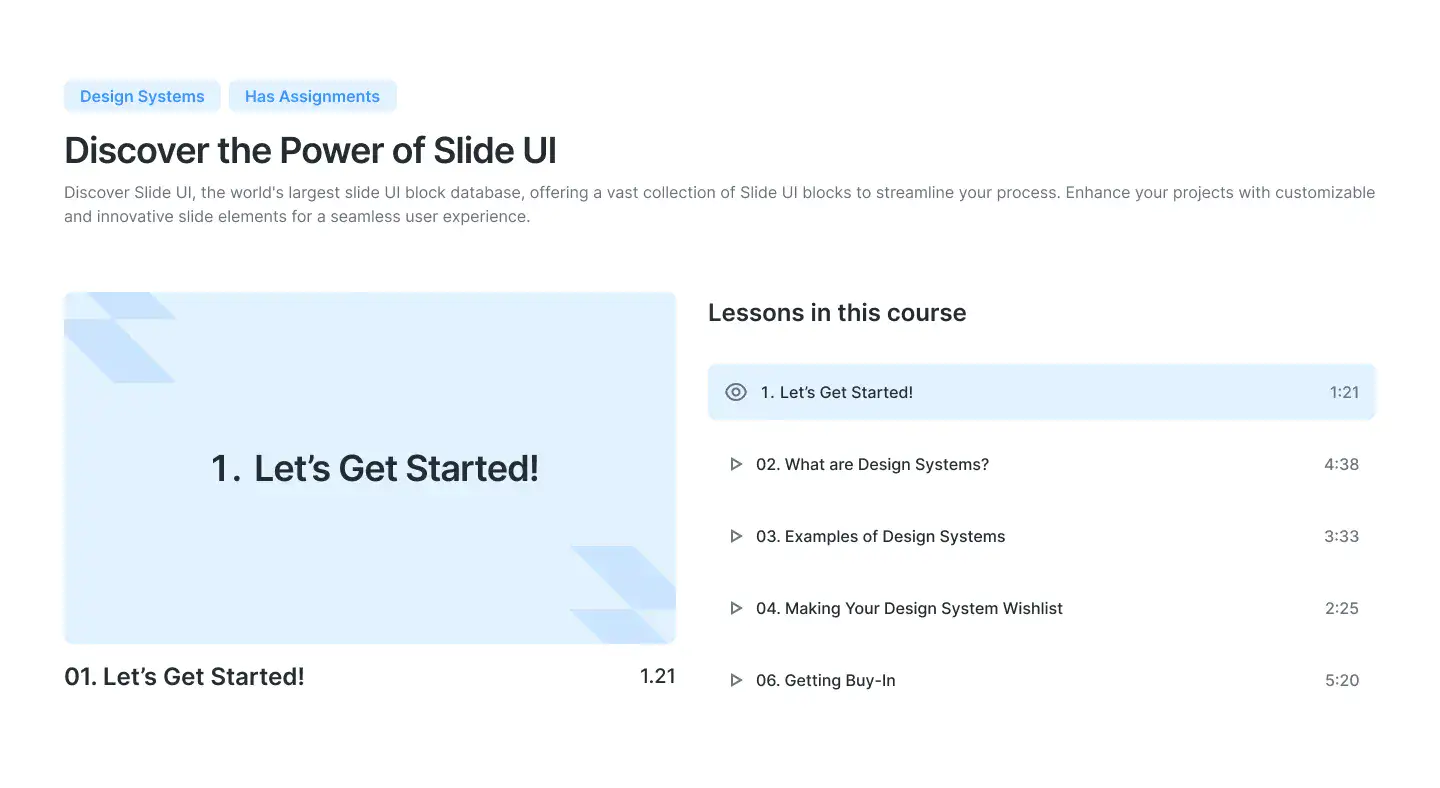 Design Systems
Has Assignments
Discover the Power of Slide UI
Discover Slide UI, the world's largest slide UI block database, offering a vast collection of Slide UI blocks to streamline your process. Enhance your projects with customizable
and innovative slide elements for a seamless user experience.
1. Let’s Get Started!
01. Let’s Get Started!
1.21
Lessons in this course
1. Let’s Get Started!
1:21
02. What are Design Systems?
4:38
03. Examples of Design Systems
3:33
04. Making Your Design System Wishlist
2:25
06. Getting Buy-In
5:20